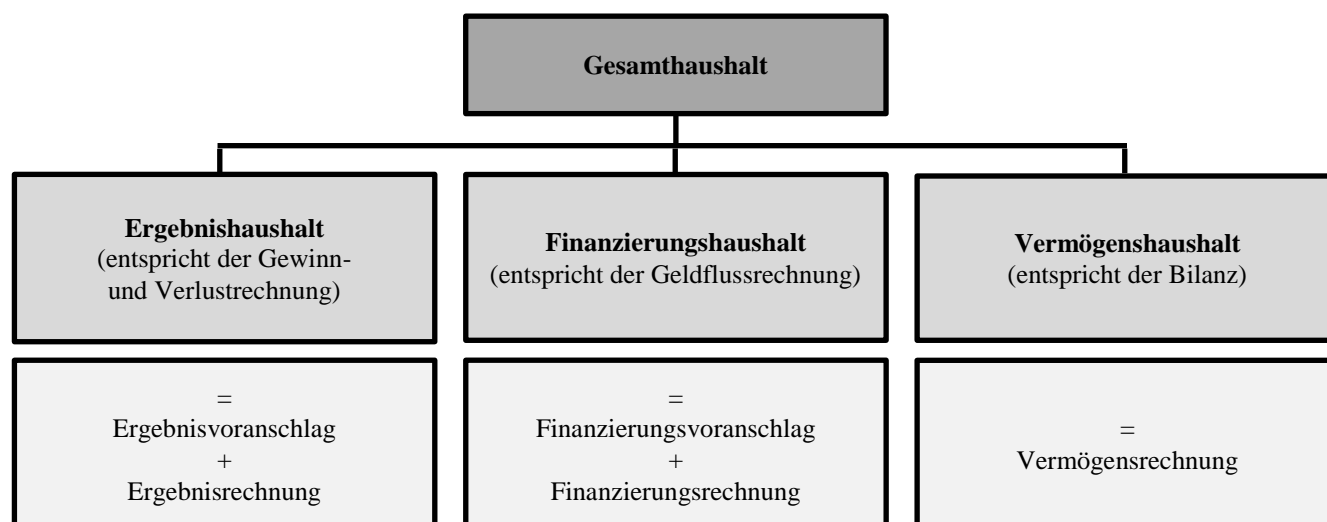 Gesamthaushalt
Ergebnishaushalt
(entspricht der Gewinn-
und Verlustrechnung)
Finanzierungshaushalt
(entspricht der Geldflussrechnung)
Vermögenshaushalt
(entspricht der Bilanz)
=
Ergebnisvoranschlag
+
Ergebnisrechnung
=
Finanzierungsvoranschlag
+
Finanzierungsrechnung
=
Vermögensrechnung